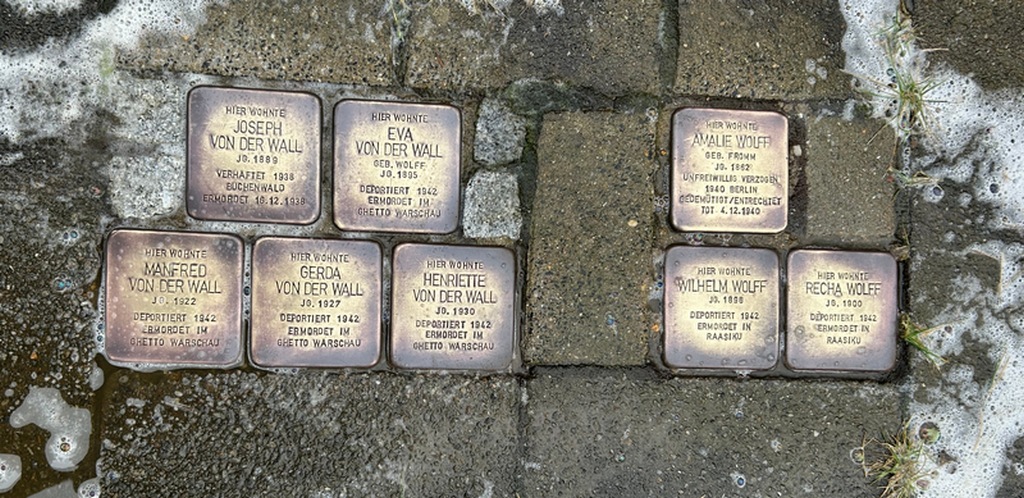 HIER WOHNTE
JOSEPH
VON DER WALL
JG. 1889
VERHAFTET 1938
BUCHENWALD
ERMORDET 16.12.1938
HIER WOHNTE
EVA
VON DER WALL
GEB. WOLFF
JG. 1895
DEPORTIERT 1942
ERMORDET IM
GHETTO WARSCHAU
HIER WOHNTE
MANFRED
VON DER WALL
JG. 1922
DEPORTIERT 1942
ERMORDET IM
GHETTO WARSCHAU
HIER WOHNTE
GERDA
VON DER WALL
JG. 1927
DEPORTIERT 1942
ERMORDET IM
GHETTO WARSCHAU
HIER WOHNTE
HENRIETTE
VON DER WALL
JG. 1930
DEPORTIERT 1942
ERMORDET IM
GHETTO WARSCHAU
HIER WOHNTE
AMALIE WOLFF
GEB. FROMM
JG. 1862
UNFREIWILLIG VERZOGEN
1940 BERLIN
GEDEMÜTIGT/ENTRECHTET
TOT 4.12.1940
HIER WOHNTE
WILHELM WOLFF
JG. 1898
DEPORTIERT 1942
ERMORDET IN
RAASIKU
HIER WOHNTE
RECHA WOLFF
JG. 1900
DEPORTIERT 1942
ERMORDET IN
RAASIKU